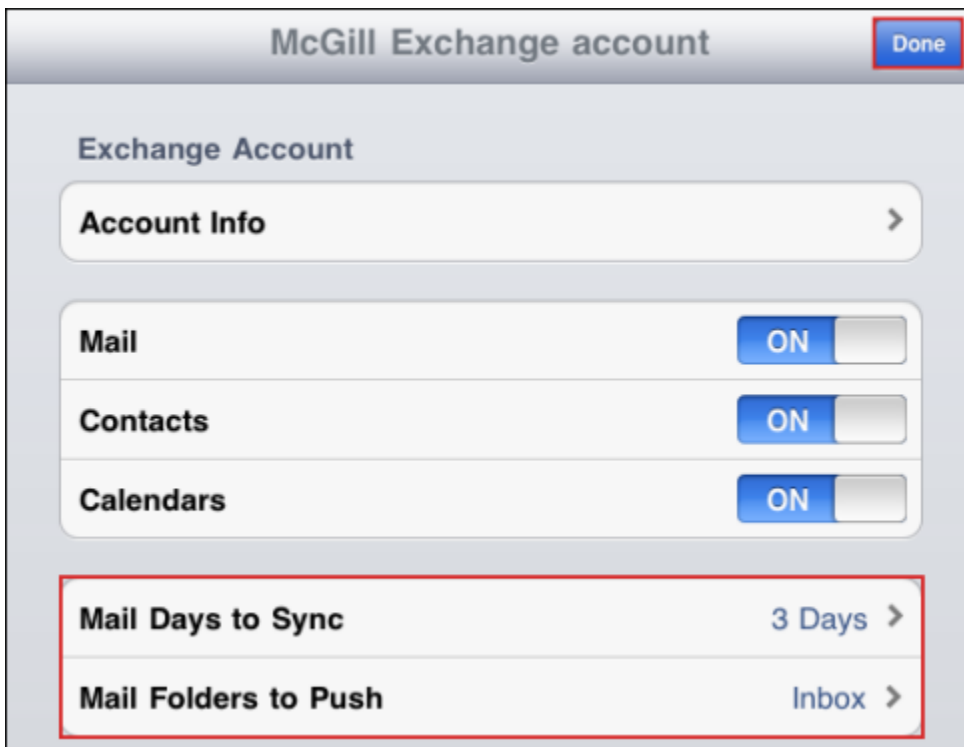 McGill Exchange account
Done
Exchange Account
Account Info
Mail ON
Contacts ON
Calendars ON
Mail Days to Sync 3 Days
Mail Folders to Push Inbox